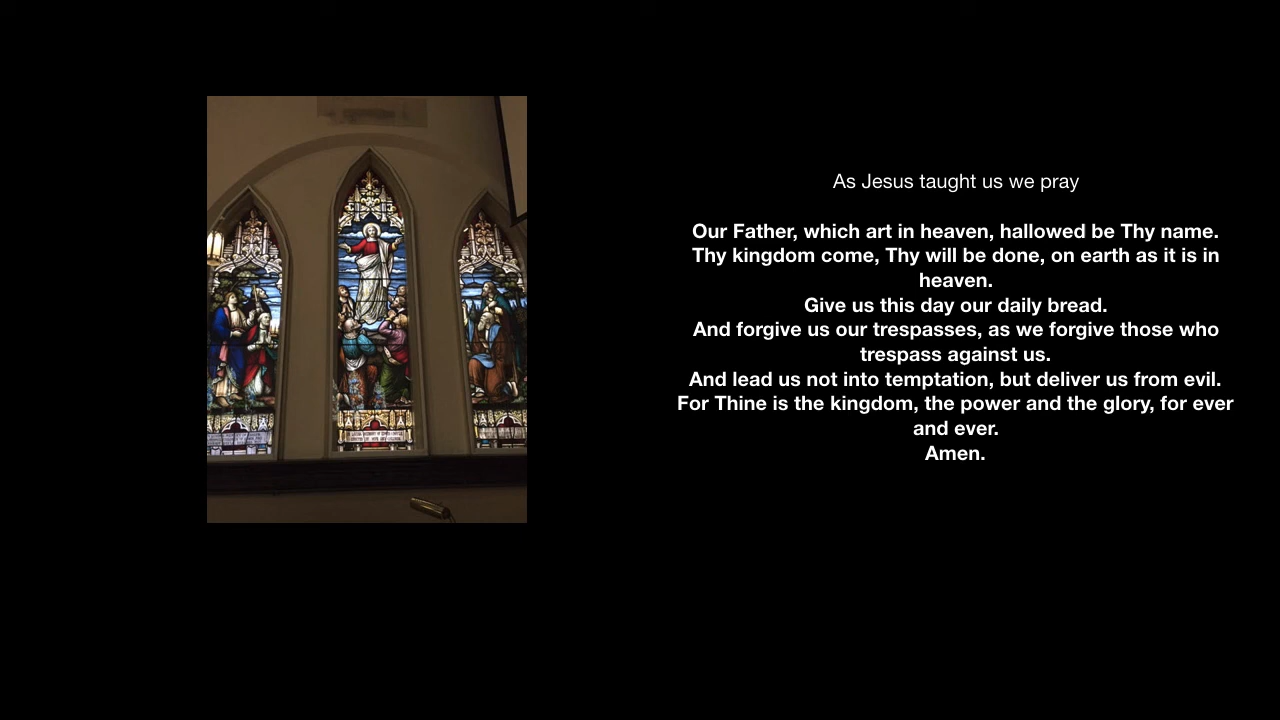 As Jesus taught us we pray
Our Father, which art in heaven, hallowed be Thy name.
Thy kingdom come, Thy will be done, on earth as it is in
heaven.
Give us this day our daily bread.
And forgive us our trespasses, as we forgive those who
trespass against us.
And lead us not into temptation, but deliver us from evil.
For Thine is the kingdom, the power and the glory, for ever
and ever.
Amen.